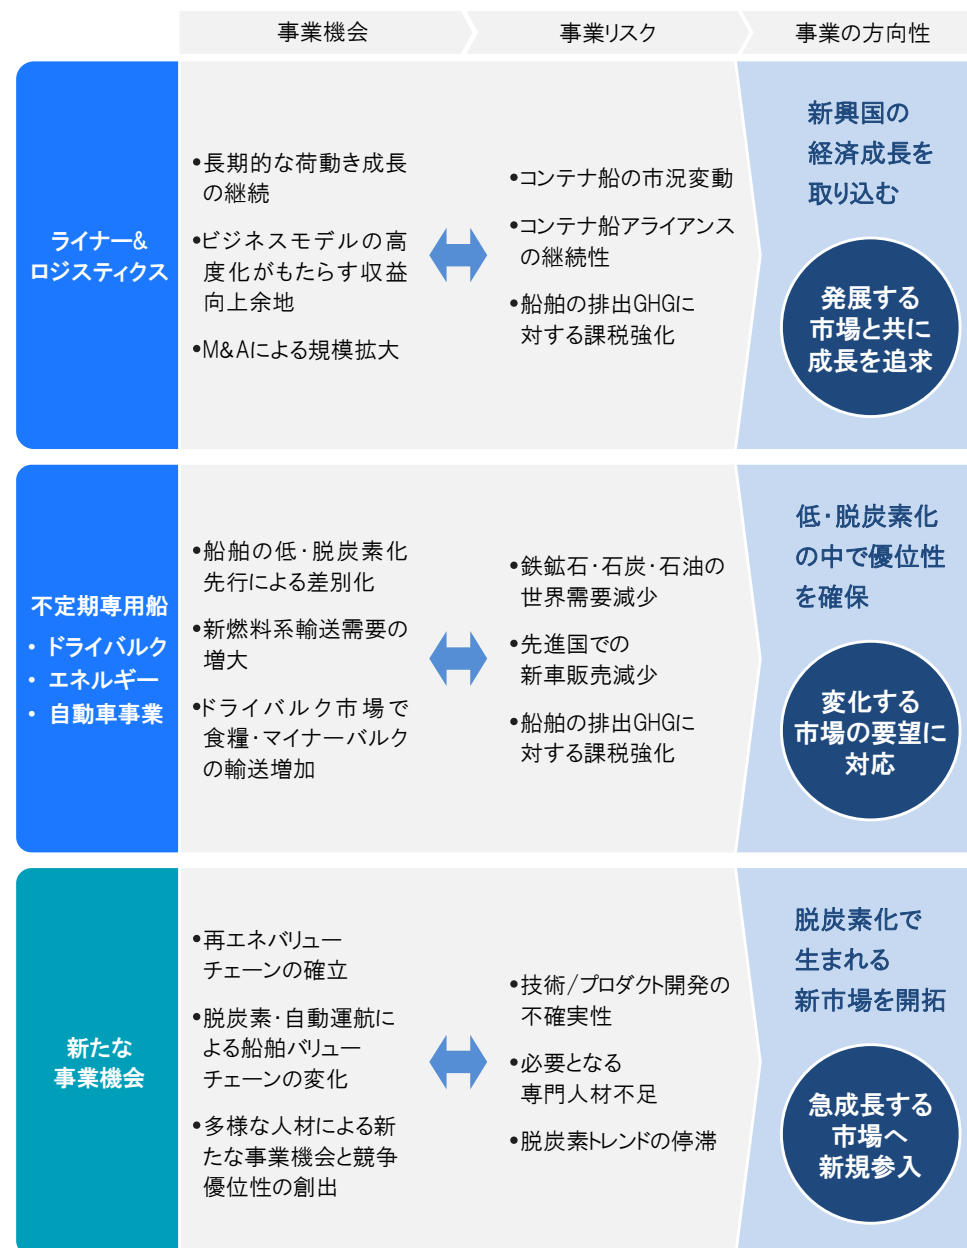 事業機会
事業リスク
事業の方向性
ライナー&
ロジスティクス
•長期的な荷動き成長
の継続
•ビジネスモデルの高
度化がもたらす収益
向上余地
•M&Aによる規模拡大
•コンテナ船の市況変動
•コンテナ船アライアンス
の継続性
•船舶の排出GHGに
対する課税強化
新興国の
経済成長を
取り込む
発展する
市場と共に
成長を追求
不定期専用船
• ドライバルク
• エネルギー
• 自動車事業
•船舶の低・脱炭素化
先行による差別化
•新燃料系輸送需要の
増大
•ドライバルク市場で
食糧・マイナーバルク
の輸送増加
•鉄鉱石・石炭・石油の
世界需要減少
•先進国での
新車販売減少
•船舶の排出GHGに
対する課税強化
低・脱炭素化
の中で優位性
を確保
変化する
市場の要望に
対応
新たな
事業機会
•再エネバリュー
チェーンの確立
•脱炭素・自動運航に
よる船舶バリュー
チェーンの変化
•多様な人材による新
たな事業機会と競争
優位性の創出
•技術/プロダクト開発の
不確実性
•必要となる
専門人材不足
•脱炭素トレンドの停滞
脱炭素化で
生まれる
新市場を開拓
急成長する
市場へ
新規参入